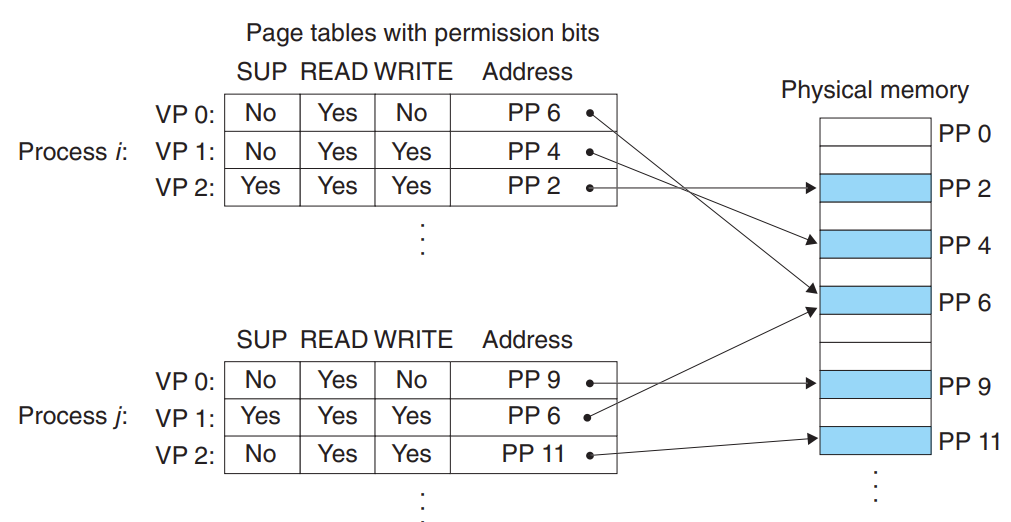 Page tables with permission bits
SUP READ WRITE Address
Physical memory
VP 0: No Yes No PP 6
PP 0
Process i: VP 1: No Yes Yes PP 4
VP 2: Yes Yes Yes PP 2
PP 2
PP 4
PP 6
SUP READ WRITE Address
VP 0: No Yes No PP 9
PP 9
Process j: VP 1: Yes Yes Yes PP 6
VP 2: No Yes Yes PP 11
PP 11